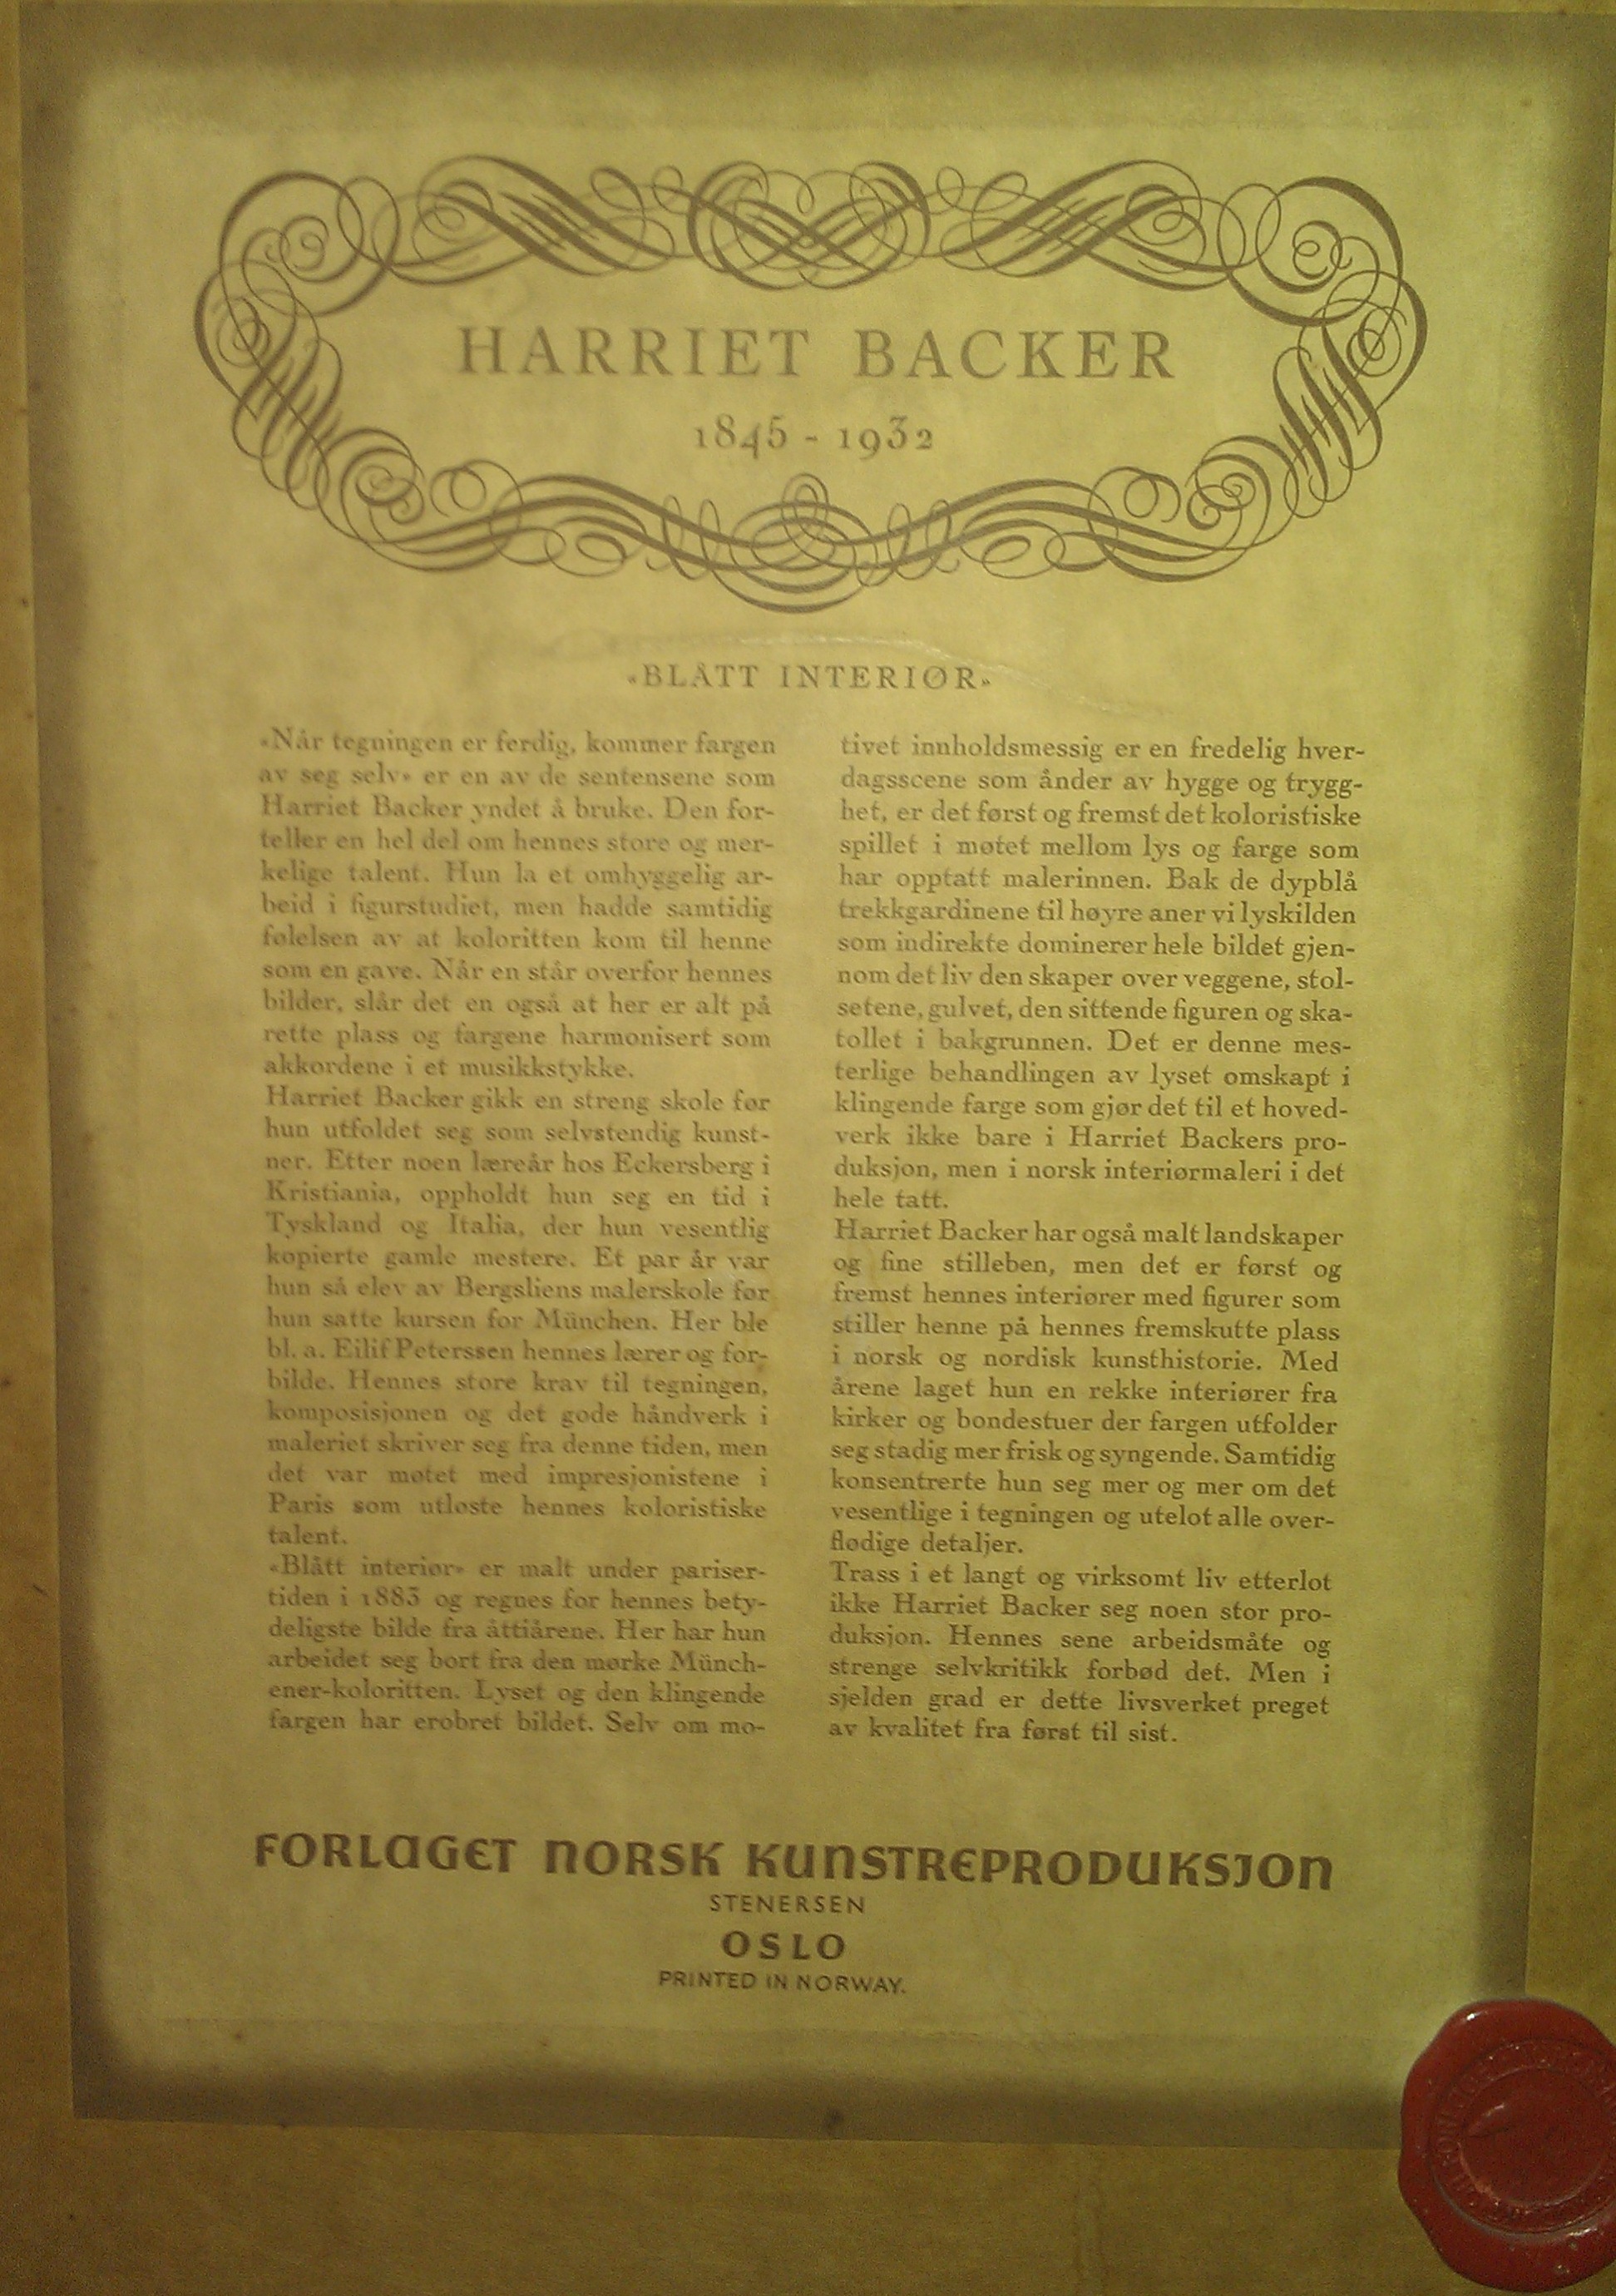 HARRIET BACKER
1845 - 1932
«BLÅTT INTERIØR»
«Når tegningen er ferdig, kommer fargen
av seg selv» er en av de sentensene som
Harriet Backer yndet å bruke. Den for-
teller en hel del om hennes store og mer-
kelige talent. Hun la et omhyggelig ar-
beid i figurstudiet, men hadde samtidig
følelsen av at koloritten kom til henne
som en gave. Når en står overfor hennes
bilder, slår det en også at her er alt på
rette plass og fargene harmonisert som
akkordene i et musikkstykke.
Harriet Backer gikk en streng skole før
hun utfoldet seg som selvstendig kunst-
ner. Etter noen læreår hos Eckersberg i
Kristiania, oppholdt hun seg en tid i
Tyskland og Italia, der hun vesentlig
kopierte gamle mestere. Et par år var
hun så elev av Bergsliens malerskole før
hun satte kursen for München. Her ble
bl. a. Eilif Peterssen hennes lærer og for-
bilde. Hennes store krav til tegningen,
komposisjonen og det gode håndverk i
maleriet skriver seg fra denne tiden, men
det var møtet med impresjonistene i
Paris som utløste hennes koloristiske
talent.
«Blått interiør» er malt under pariser-
tiden i 1883 og regnes for hennes bety-
deligste bilde fra åttiårene. Her har hun
arbeidet seg bort fra den mørke Münch-
ener-koloritten. Lyset og den klingende
fargen har erobret bildet. Selv om mo-
tivet innholdsmessig er en fredelig hver-
dagsscene som ånder av hygge og trygg-
het, er det først og fremst det koloristiske
spillet i møtet mellom lys og farge som
har opptatt malerinnen. Bak de dypblå
trekkgardinene til høyre aner vi lyskilden
som indirekte dominerer hele bildet gjen-
nom det liv den skaper over veggene, stol-
setene, gulvet, den sittende figuren og ska-
tollet i bakgrunnen. Det er denne mes-
terlige behandlingen av lyset omskapt i
klingende farge som gjør det til et hoved-
verk ikke bare i Harriet Backers pro-
duksjon, men i norsk interiørmaleri i det
hele tatt.
Harriet Backer har også malt landskaper
og fine stilleben, men det er først og
fremst hennes interiører med figurer som
stiller henne på hennes fremskutte plass
i norsk og nordisk kunsthistorie. Med
årene laget hun en rekke interiører fra
kirker og bondestuer der fargen utfolder
seg stadig mer frisk og syngende. Samtidig
konsentrerte hun seg mer og mer om det
vesentlige i tegningen og utelot alle over-
flødige detaljer.
Trass i et langt og virksomt liv etterlot
ikke Harriet Backer seg noen stor pro-
duksjon. Hennes sene arbeidsmåte og
strenge selvkritikk forbød det. Men i
sjelden grad er dette livsverket preget
av kvalitet fra først til sist.
FORLAGET NORSK KUNSTREPRODUKSJON
STENERSEN
OSLO
PRINTED IN NORWAY.